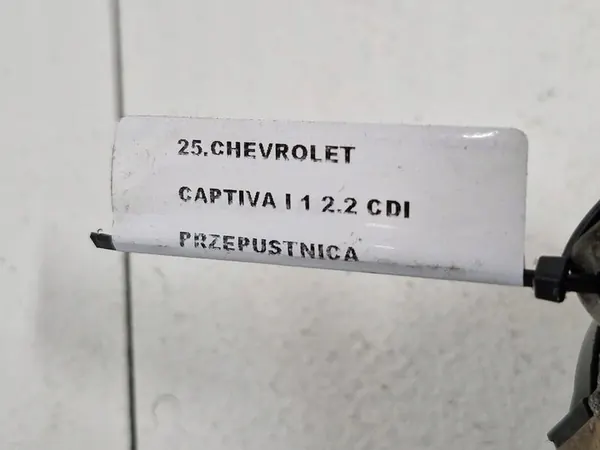 25.CHEVROLET
CAPTIVA I 1 2.2 CDI
PRZEPUSTNICA